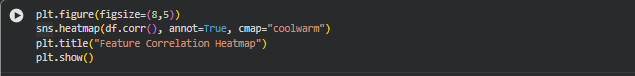 plt.figure(figsize=(8,5))
sns.heatmap(df.corr(), annot=True, cmap="coolwarm")
plt.title("Feature Correlation Heatmap")
plt.show()